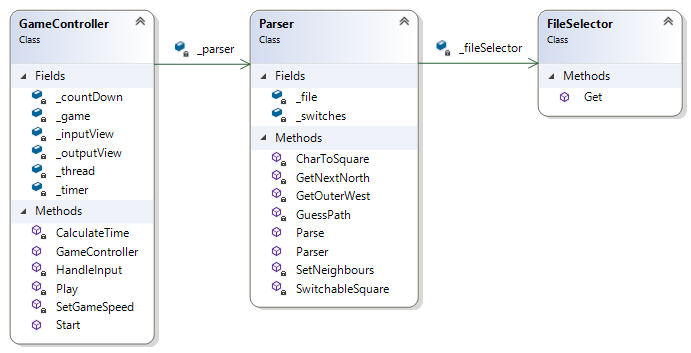 GameController
Class
Fields
_countDown
_game
_inputView
_outputView
_thread
_timer
Methods
CalculateTime
GameController
HandleInput
Play
SetGameSpeed
Start
_parser
Parser
Class
Fields
_file
_switches
Methods
CharToSquare
GetNextNorth
GetOuterWest
GuessPath
Parse
Parser
SetNeighbours
SwitchableSquare
_fileSelector
FileSelector
Class
Methods
Get